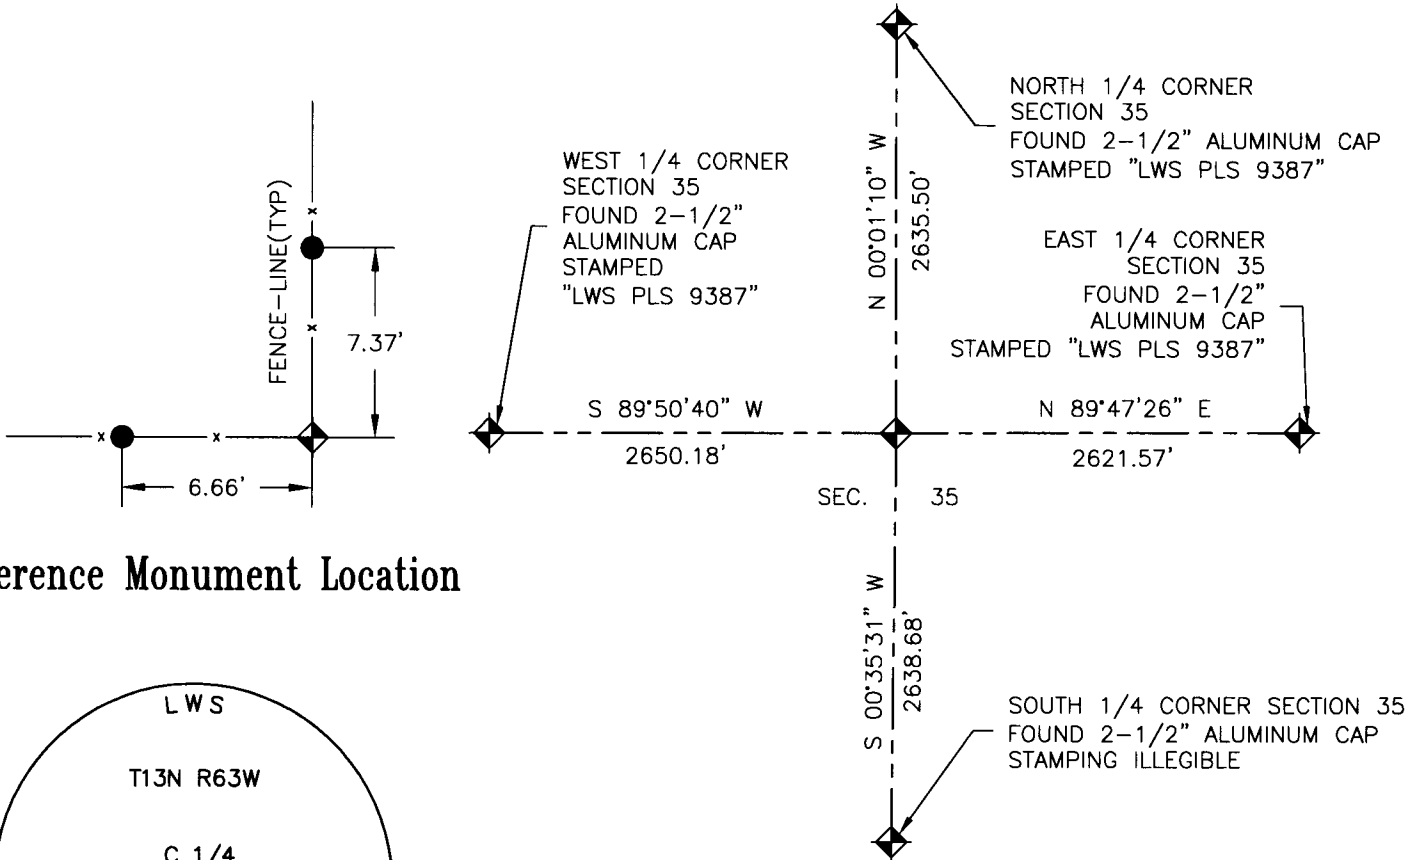 NORTH 1/4 CORNER
SECTION 35
FOUND 2-1/2" ALUMINUM CAP
STAMPED "LWS PLS 9387"
WEST 1/4 CORNER
SECTION 35
FOUND 2-1/2"
ALUMINUM CAP
STAMPED
"LWS PLS 9387"
N 00°01'10" W
2635.50'
EAST 1/4 CORNER
SECTION 35
FOUND 2-1/2"
ALUMINUM CAP
STAMPED "LWS PLS 9387"
FENCE-LINE(TYP)
x
x
7.37'
x
x
6.66'
S 89°50'40" W
2650.18'
N 89°47'26" E
2621.57'
SEC. 35
erence Monument Location
S 00°35'31" W
2638.68'
SOUTH 1/4 CORNER SECTION 35
FOUND 2-1/2" ALUMINUM CAP
STAMPING ILLEGIBLE
LWS
T13N R63W
C 1/4